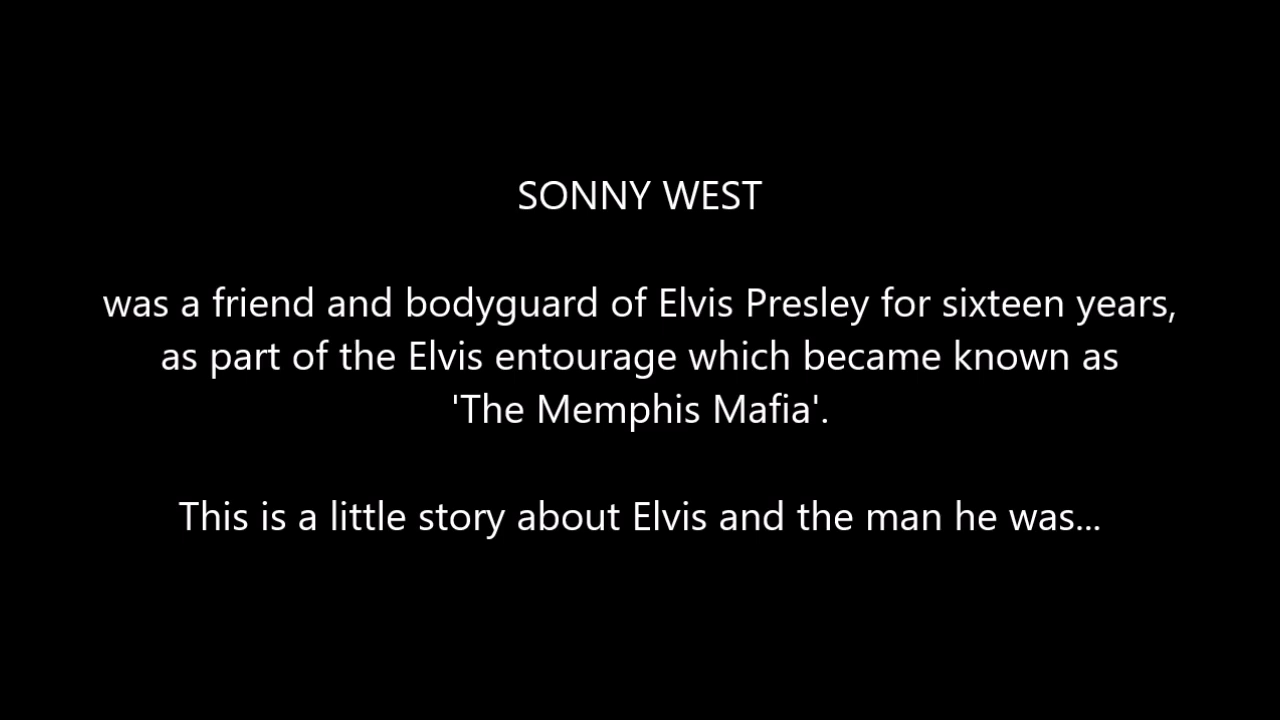 SONNY WEST
was a friend and bodyguard of Elvis Presley for sixteen years,
as part of the Elvis entourage which became known as
'The Memphis Mafia'.
This is a little story about Elvis and the man he was...